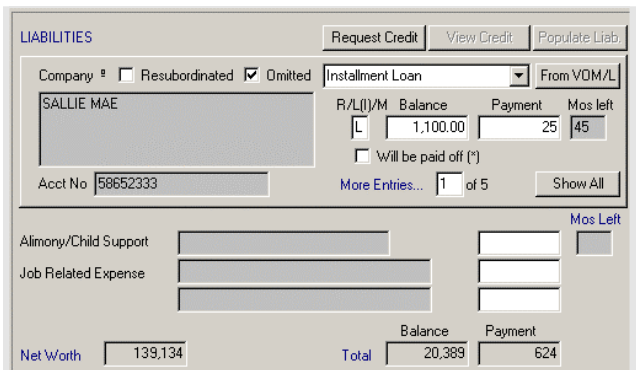 LIABILITIES Request Credit View Credit Populate Liab.
Company º Resubordinated Omitted Installment Loan From VOM/L
SALLIE MAE R/L(I)/M Balance Payment Mos left
L 1,100.00 25 45
Will be paid off (*)
Acct No 58652333 More Entries... 1 of 5 Show All
Mos Left
Alimony/Child Support
Job Related Expense
Balance Payment
Net Worth 139,134 Total 20,389 624